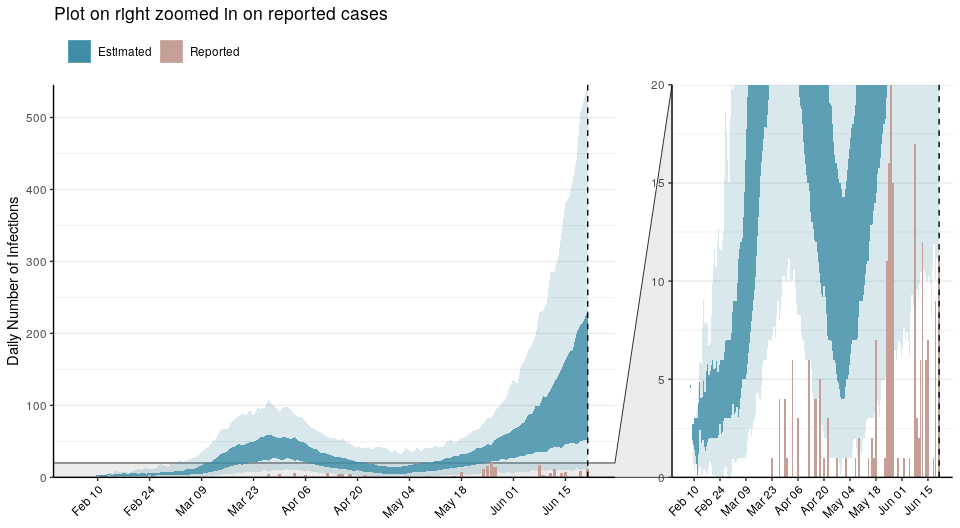 Plot on right zoomed in on reported cases
Estimated Reported
Daily Number of Infections
500
400
300
200
100
0
Feb 10 Feb 24 Mar 09 Mar 23 Apr 06 Apr 20 May 04 May 18 Jun 01 Jun 15
20
15
10
5
0
Feb 10 Feb 24 Mar 09 Mar 23 Apr 06 Apr 20 May 04 May 18 Jun 01 Jun 15